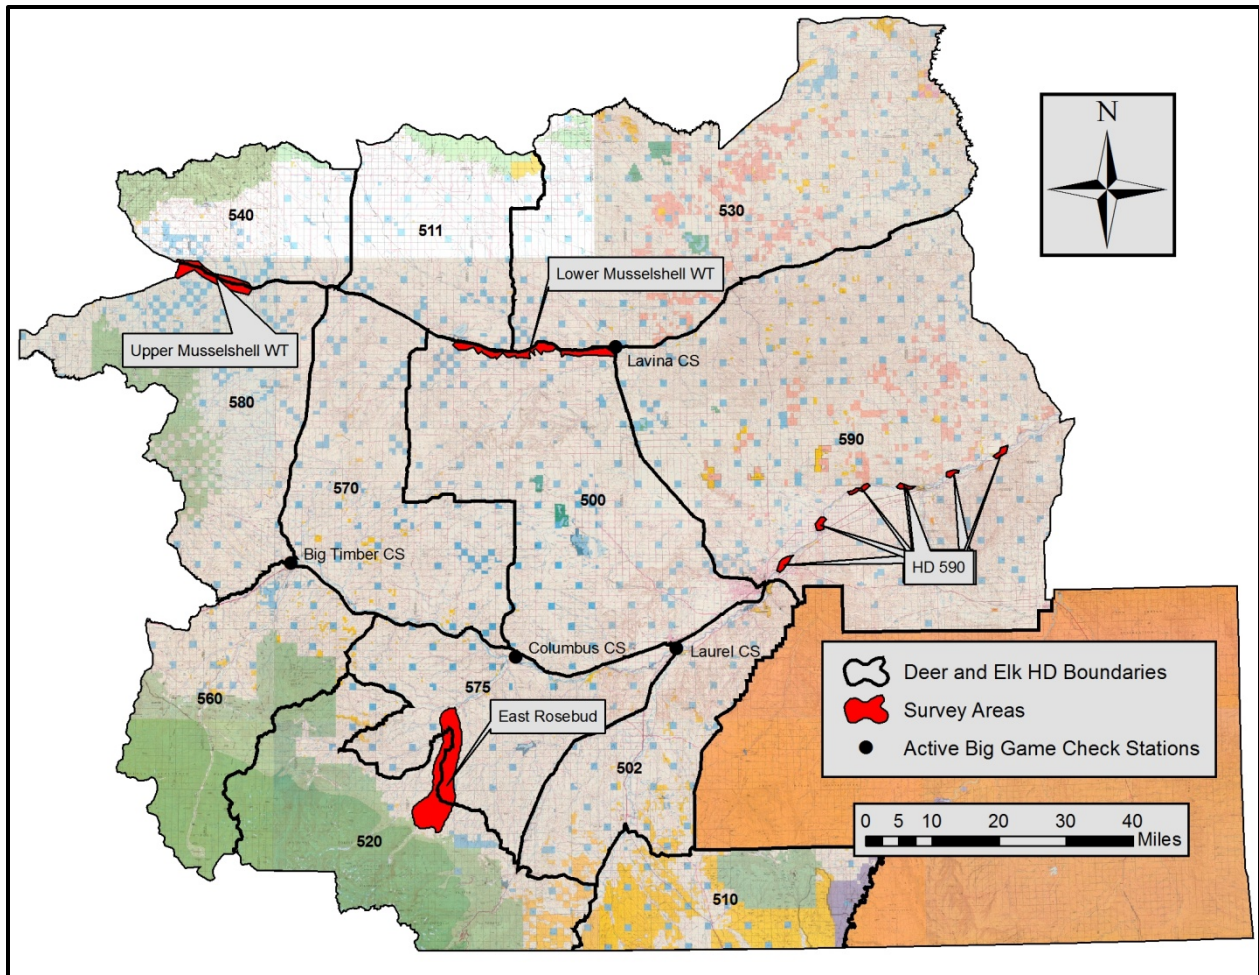 N
540
511
530
Lower Musselshell WT
Upper Musselshell WT
Lavina CS
580
590
570
500
Big Timber CS
HD 590
Columbus CS
Laurel CS
575
560
East Rosebud
502
520
510
Deer and Elk HD Boundaries
Survey Areas
Active Big Game Check Stations
0 5 10 20 30 40
Miles